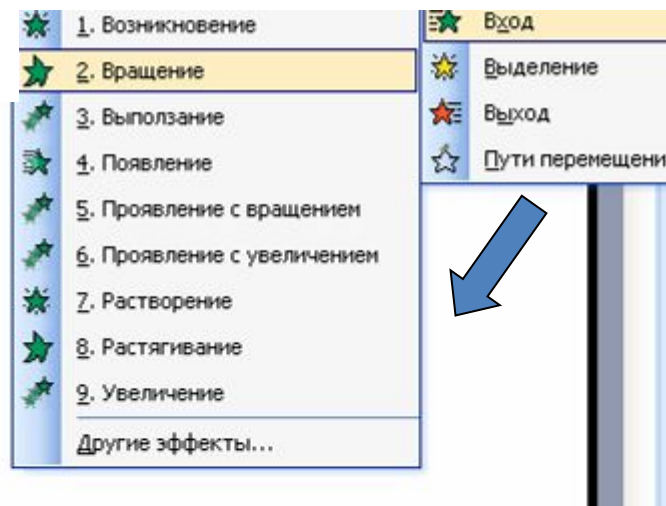 1. Возникновение
2. Вращение
3. Выползание
4. Появление
5. Проявление с вращением
6. Проявление с увеличением
7. Растворение
8. Растягивание
9. Увеличение
Другие эффекты...
Вход
Выделение
Выход
Пути перемещени